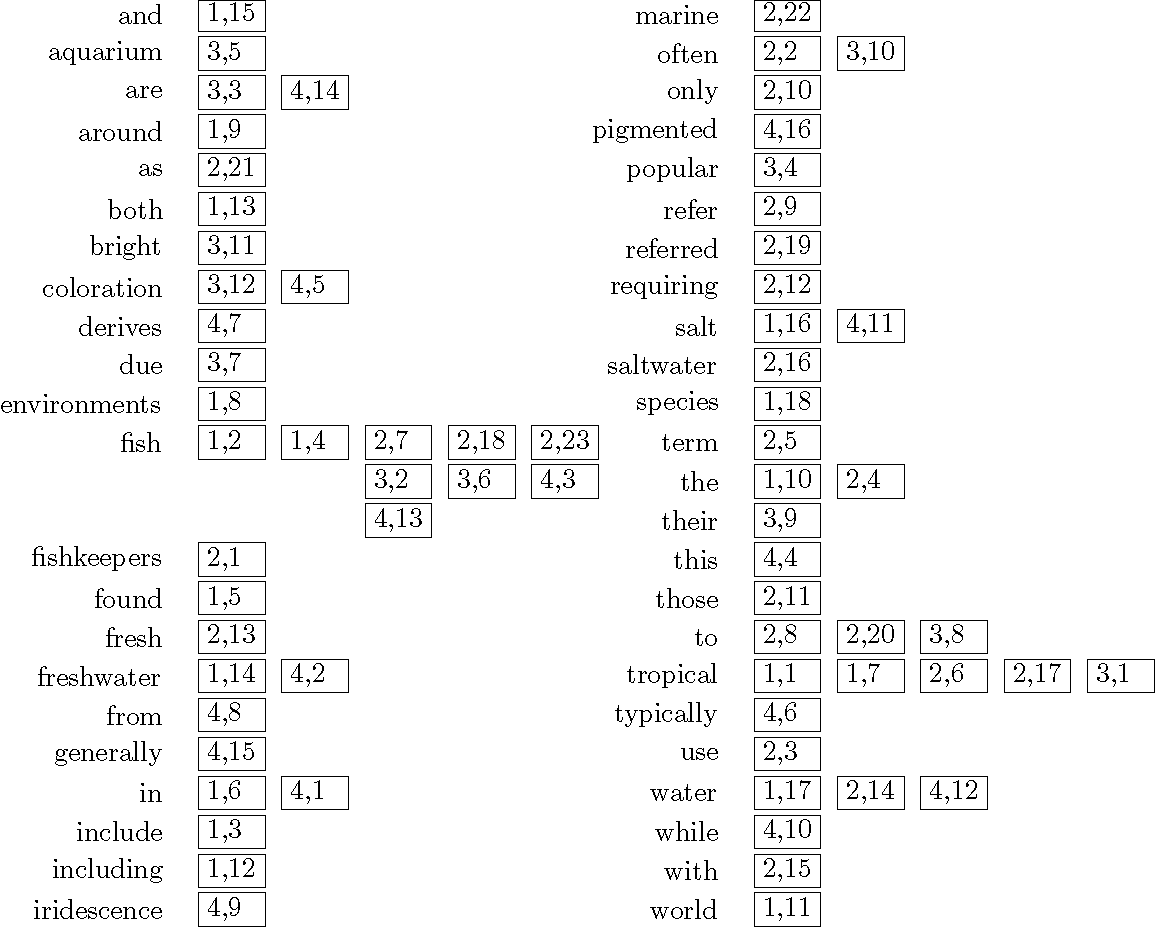 and 1,15
aquarium 3,5
are 3,3 4,14
around 1,9
as 2,21
both 1,13
bright 3,11
coloration 3,12 4,5
derives 4,7
due 3,7
environments 1,8
fish 1,2 1,4 2,7 2,18 2,23
3,2 3,6 4,3
4,13
fishkeepers 2,1
found 1,5
fresh 2,13
freshwater 1,14 4,2
from 4,8
generally 4,15
in 1,6 4,1
include 1,3
including 1,12
iridescence 4,9
marine 2,22
often 2,2 3,10
only 2,10
pigmented 4,16
popular 3,4
refer 2,9
referred 2,19
requiring 2,12
salt 1,16 4,11
saltwater 2,16
species 1,18
term 2,5
the 1,10 2,4
their 3,9
this 4,4
those 2,11
to 2,8 2,20 3,8
tropical 1,1 1,7 2,6 2,17 3,1
typically 4,6
use 2,3
water 1,17 2,14 4,12
while 4,10
with 2,15
world 1,11